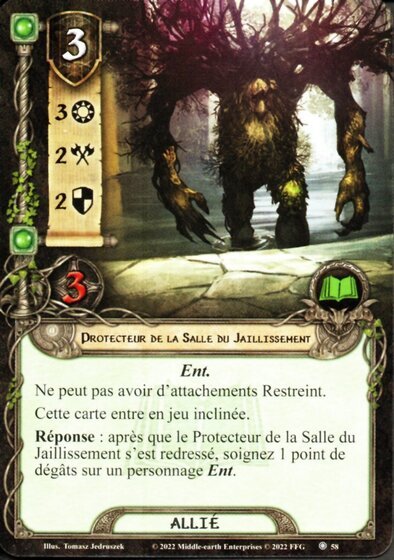 3
3
2
2
3
Protecteur de la Salle du Jaillissement
Ent.
Ne peut pas avoir d'attachements Restreint.
Cette carte entre en jeu inclinée.
Réponse : après que le Protecteur de la Salle du
Jaillissement s'est redressé, soignez 1 point de
dégâts sur un personnage Ent.
ALLIÉ
Illus. Tomasz Jedruszek © 2022 Middle-earth Enterprises © 2022 FFG 58